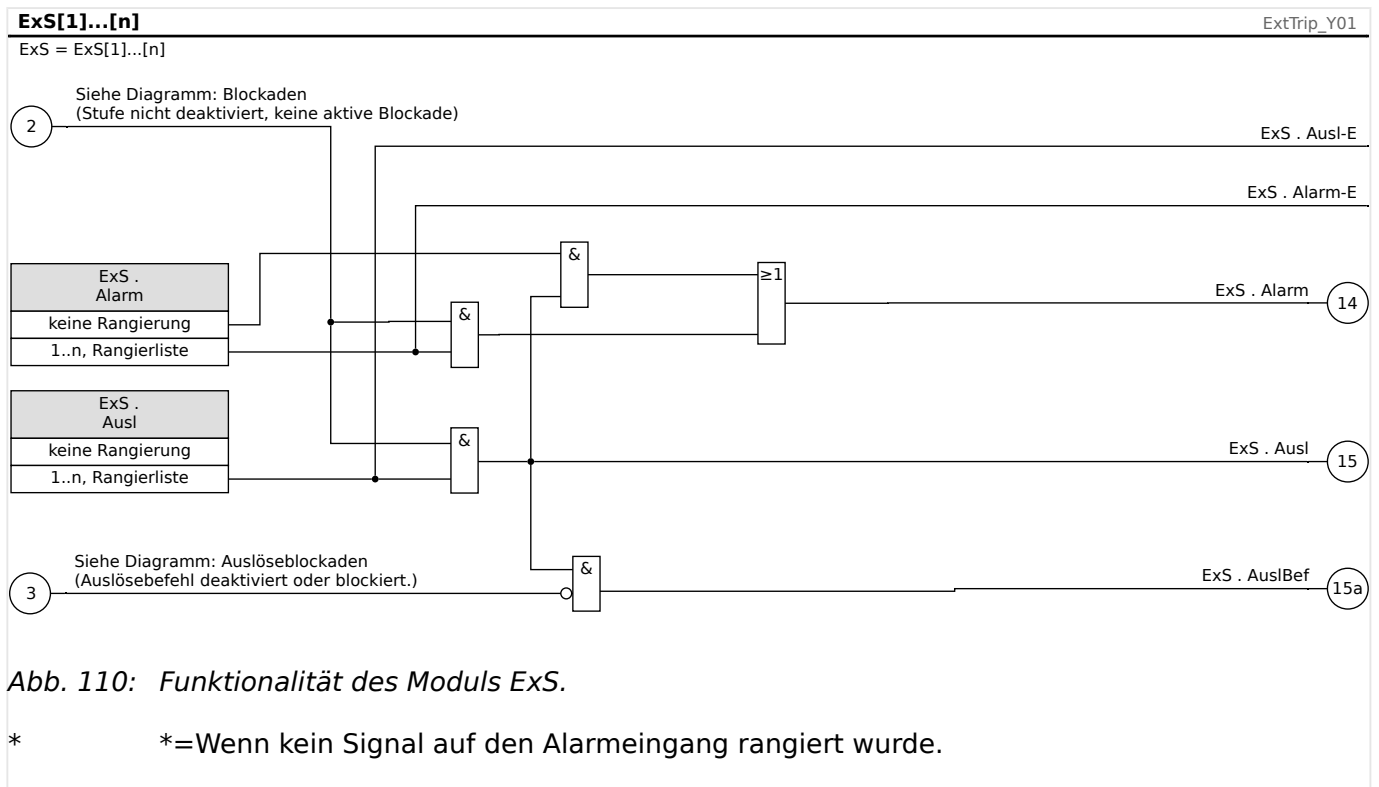 ExS[1]...[n]
ExtTrip_Y01
ExS = ExS[1]...[n]
Siehe Diagramm: Blockaden
(Stufe nicht deaktiviert, keine aktive Blockade)
2
ExS . Ausl-E
ExS . Alarm-E
&
≥1
ExS .
Alarm
keine Rangierung
1..n, Rangierliste
&
ExS . Alarm
14
ExS .
Ausl
keine Rangierung
1..n, Rangierliste
&
ExS . Ausl
15
Siehe Diagramm: Auslöseblockaden
(Auslösebefehl deaktiviert oder blockiert.)
3
&
ExS . AuslBef
15a
Abb. 110: Funktionalität des Moduls ExS.
* *=Wenn kein Signal auf den Alarmeingang rangiert wurde.